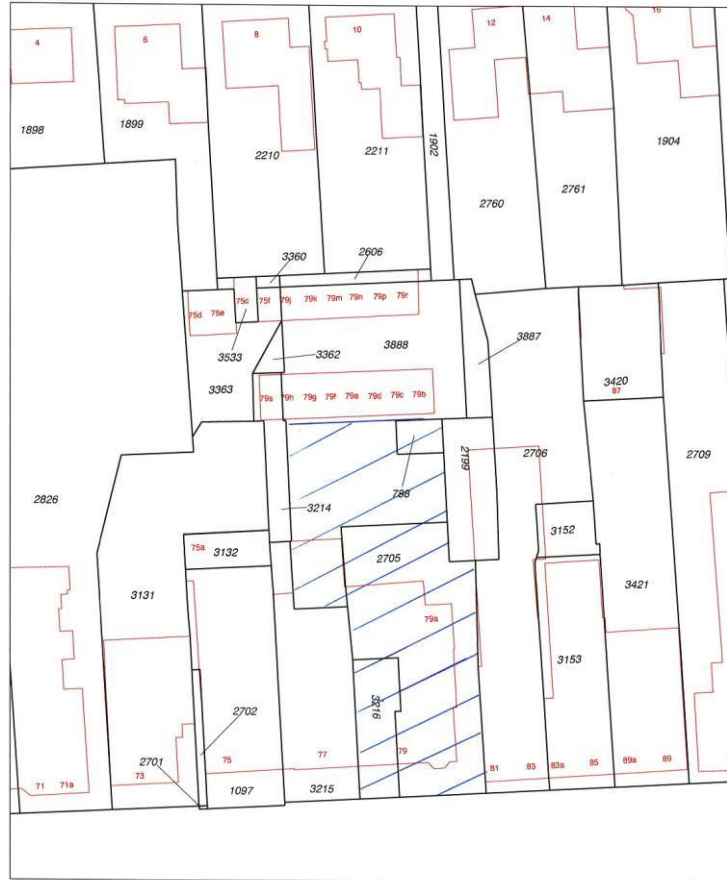 4
6
8
10
12
14
16
1898
1899
2210
2211
1902
2760
2761
1904
3360
2606
75c
75f
79j
79k
79m
79n
79p
79r
75d
75e
3533
3362
3888
3887
3363
3420
87
79s
79h
79g
79f
79e
79d
79c
79b
2826
788
2199
2706
2709
3214
75a
3132
2705
3152
3131
3421
79a
3153
3216
2702
2701
73
75
77
79
81
83
83a
85
89a
89
71
71a
1097
3215